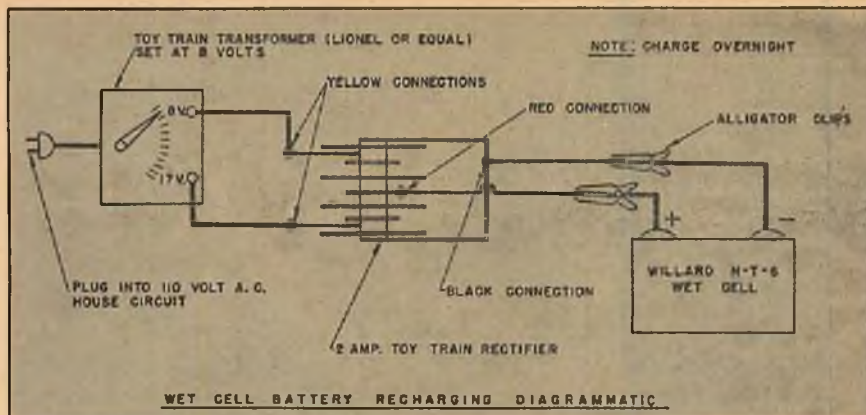 TOY TRAIN TRANSFORMER (LIONEL OR EQUAL)
SET AT 8 VOLTS
NOTE: CHARGE OVERNIGHT
YELLOW CONNECTIONS
RED CONNECTION
ALLIGATOR CLIPS
8V.
17V.
+ -
WILLARD N-T-6
WET CELL
PLUG INTO 110 VOLT A.C.
HOUSE CIRCUIT
BLACK CONNECTION
2 AMP. TOY TRAIN RECTIFIER
WET CELL BATTERY RECHARGING DIAGRAMMATIC